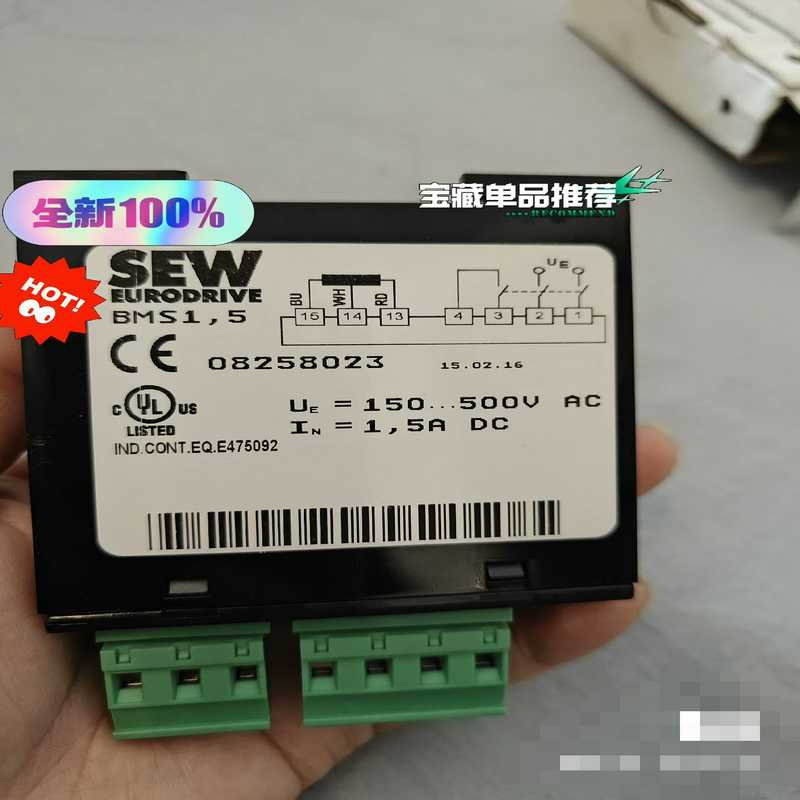 宝藏单品推荐
RECOMMEND
全新100%
HOT!
SEW
EURODRIVE
BMS1,5
BU
WH
RD
15 14 13 4 3 2 1
UE
CE 08258023 15.02.16
C UL US
LISTED
IND.CONT.EQ.E475092
UE = 150...500V AC
IN = 1,5A DC